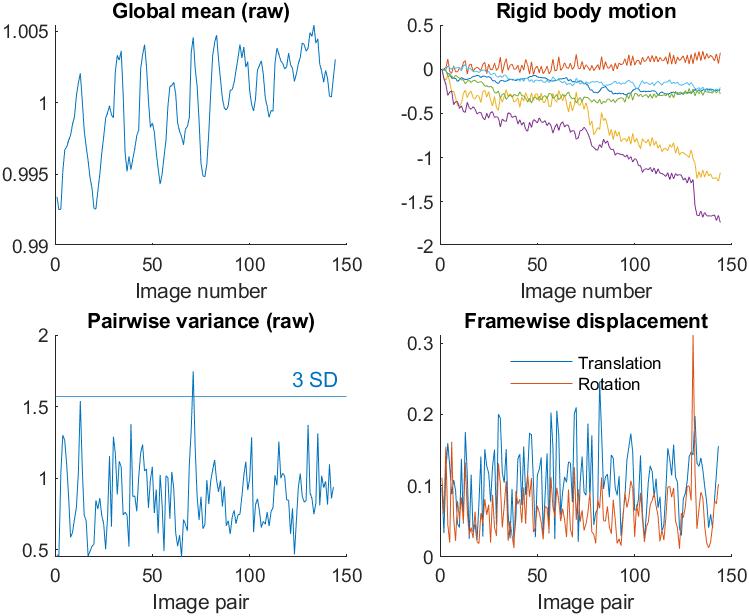 Global mean (raw)
1.005
1
0.995
0.99
0 50 100 150
Image number
Rigid body motion
0.5
0
-0.5
-1
-1.5
-2
0 50 100 150
Image number
Pairwise variance (raw)
2
1.5
1
0.5
3 SD
0 50 100 150
Image pair
Framewise displacement
0.3
0.2
0.1
0
Translation
Rotation
0 50 100 150
Image pair